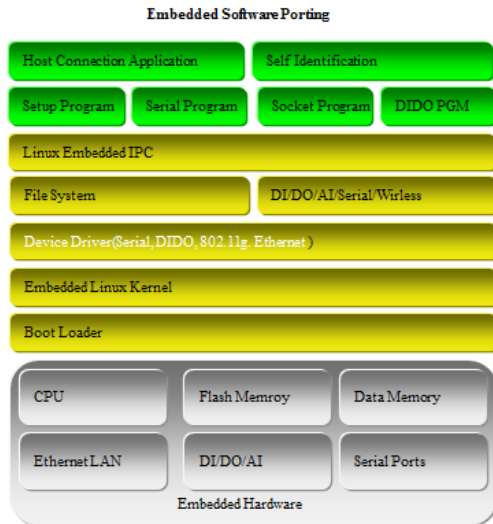 Embedded Software Porting
Host Connection Application
Self Identification
Setup Program
Serial Program
Socket Program
DIDO PGM
Linux Embedded IPC
File System
DI/DO/AI/Serial/Wirless
Device Driver(Serial, DIDO, 802.11g. Ethernet )
Embedded Linux Kernel
Boot Loader
CPU
Flash Memroy
Data Memory
Ethernet LAN
DI/DO/AI
Serial Ports
Embedded Hardware